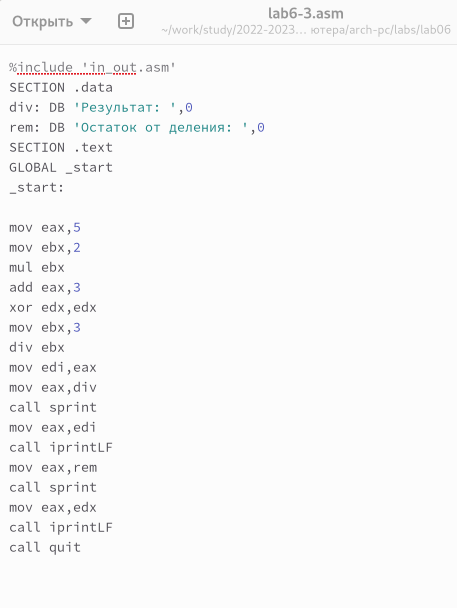 Открыть
lab6-3.asm
~/work/study/2022-2023... ютера/arch-pc/labs/lab06
%include 'in_out.asm'
SECTION .data
div: DB 'Результат: ',0
rem: DB 'Остаток от деления: ',0
SECTION .text
GLOBAL _start
_start:
mov eax,5
mov ebx,2
mul ebx
add eax,3
xor edx,edx
mov ebx,3
div ebx
mov edi,eax
mov eax,div
call sprint
mov eax,edi
call iprintLF
mov eax,rem
call sprint
mov eax,edx
call iprintLF
call quit